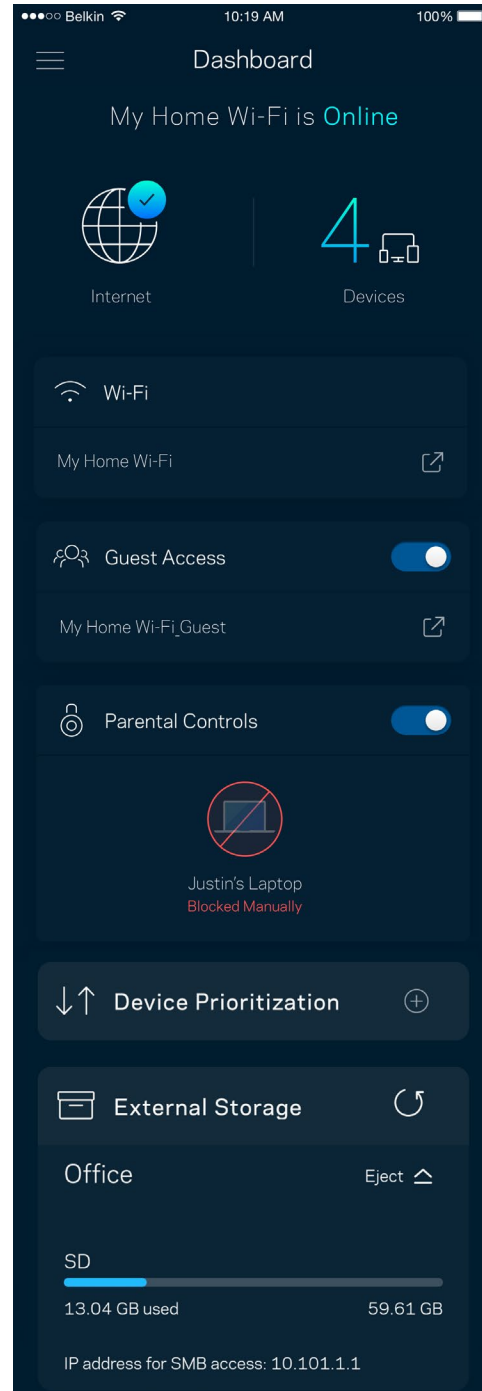 Belkin 10:19 AM 100%
Dashboard
My Home Wi-Fi is Online
4
Internet Devices
Wi-Fi
My Home Wi-Fi
Guest Access
My Home Wi-Fi_Guest
Parental Controls
Justin's Laptop
Blocked Manually
Device Prioritization
External Storage
Office Eject
SD
13.04 GB used 59.61 GB
IP address for SMB access: 10.101.1.1